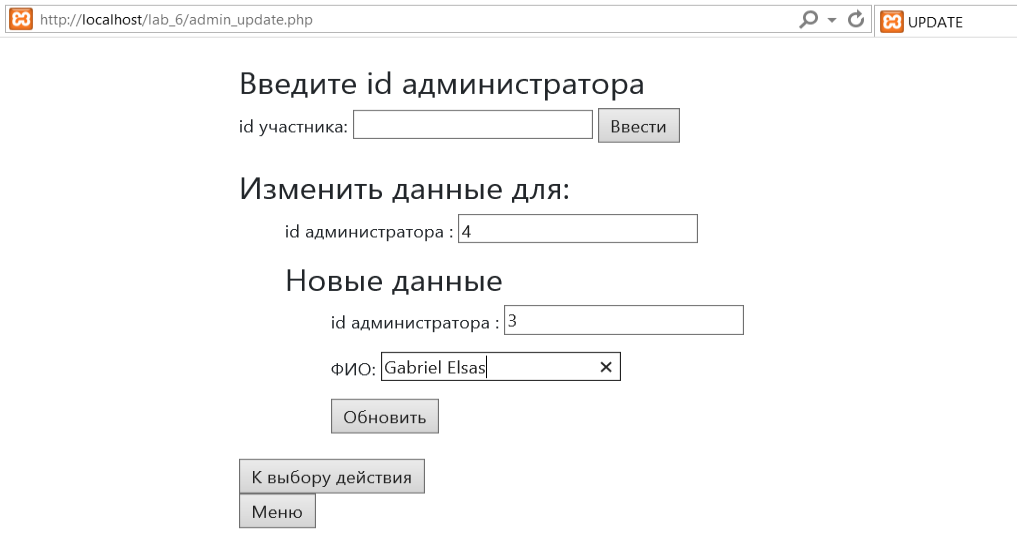 http://localhost/lab_6/admin_update.php
UPDATE
Введите id администратора
id участника:
Ввести
Изменить данные для:
id администратора : 4
Новые данные
id администратора : 3
ФИО: Gabriel Elsas
Обновить
К выбору действия
Меню